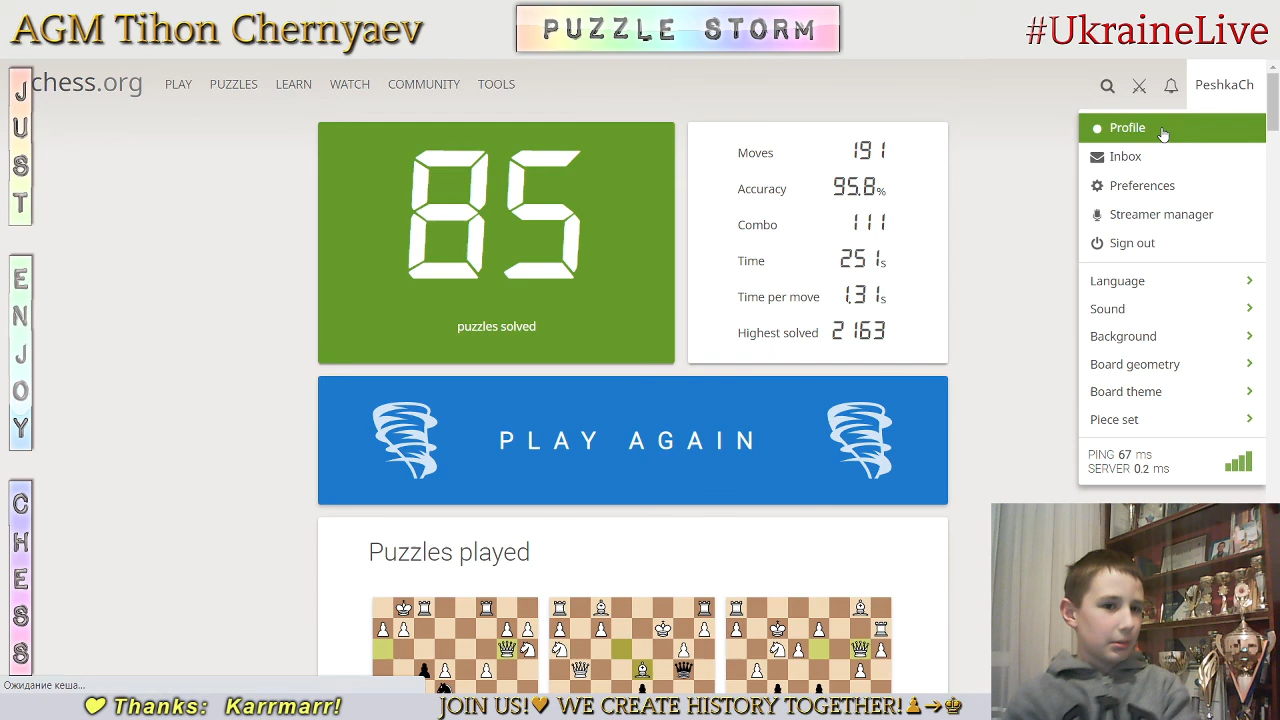 AGM Tihon Chernyaev
PUZZLE STORM
#UkraineLive
JUST
ENJOY
CHESS
chess.org
PLAY PUZZLES LEARN WATCH COMMUNITY TOOLS
PeshkaCh
85
puzzles solved
Moves 191
Accuracy 95.8%
Combo 111
Time 251s
Time per move 1.31s
Highest solved 2163
Profile
Inbox
Preferences
Streamer manager
Sign out
Language
Sound
Background
Board geometry
Board theme
Piece set
PING 67 ms
SERVER 0.2 ms
PLAY AGAIN
Puzzles played
Ожидание кеша...
Thanks: Karrmarr!
JOIN US! WE CREATE HISTORY TOGETHER!